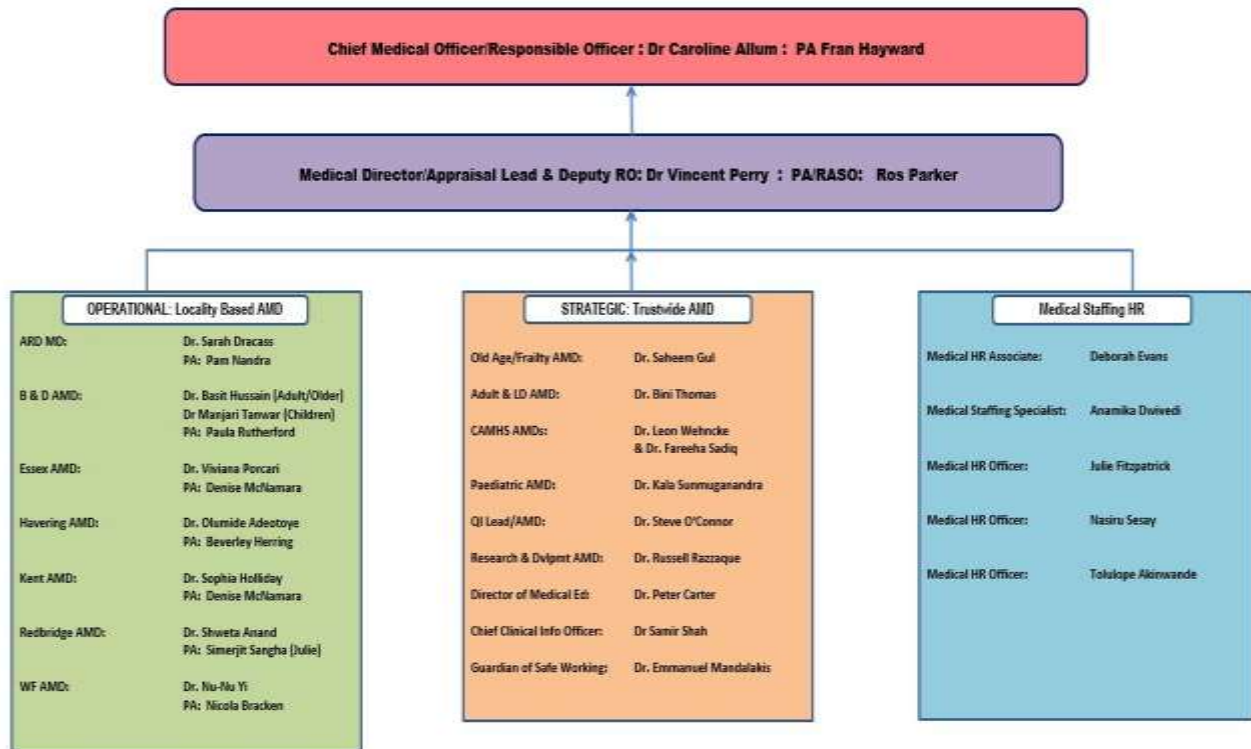 Chief Medical Officer/Responsible Officer : Dr Caroline Allum : PA Fran Hayward
Medical Director/Appraisal Lead & Deputy RO: Dr Vincent Perry : PA/RASO: Ros Parker
OPERATIONAL: Locality Based AMD
ARD MD: Dr. Sarah Dracass
PA: Pam Nandra
B & D AMD: Dr. Basit Hussain (Adult/Older)
Dr Manjari Tanwar (Children)
PA: Paula Rutherford
Essex AMD: Dr. Viviana Porcari
PA: Denise McNamara
Havering AMD: Dr. Olumide Adeotoye
PA: Beverley Herring
Kent AMD: Dr. Sophia Holliday
PA: Denise McNamara
Redbridge AMD: Dr. Shweta Anand
PA: Simerjit Sangha (Julie)
WF AMD: Dr. Nu-Nu Yi
PA: Nicola Bracken
STRATEGIC: Trustwide AMD
Old Age/Frailty AMD: Dr. Saheem Gul
Adult & LD AMD: Dr. Bini Thomas
CAMHS AMDs: Dr. Leon Wehncke
& Dr. Fareeha Sadiq
Paediatric AMD: Dr. Kala Sunmuganandra
QI Lead/AMD: Dr. Steve O'Connor
Research & Dvlpmt AMD: Dr. Russell Razzaque
Director of Medical Ed: Dr. Peter Carter
Chief Clinical Info Officer: Dr Samir Shah
Guardian of Safe Working: Dr. Emmanuel Mandalakis
Medical Staffing HR
Medical HR Associate: Deborah Evans
Medical Staffing Specialist: Anamika Dwivedi
Medical HR Officer: Julie Fitzpatrick
Medical HR Officer: Nasiru Sesay
Medical HR Officer: Tolulope Akinwande